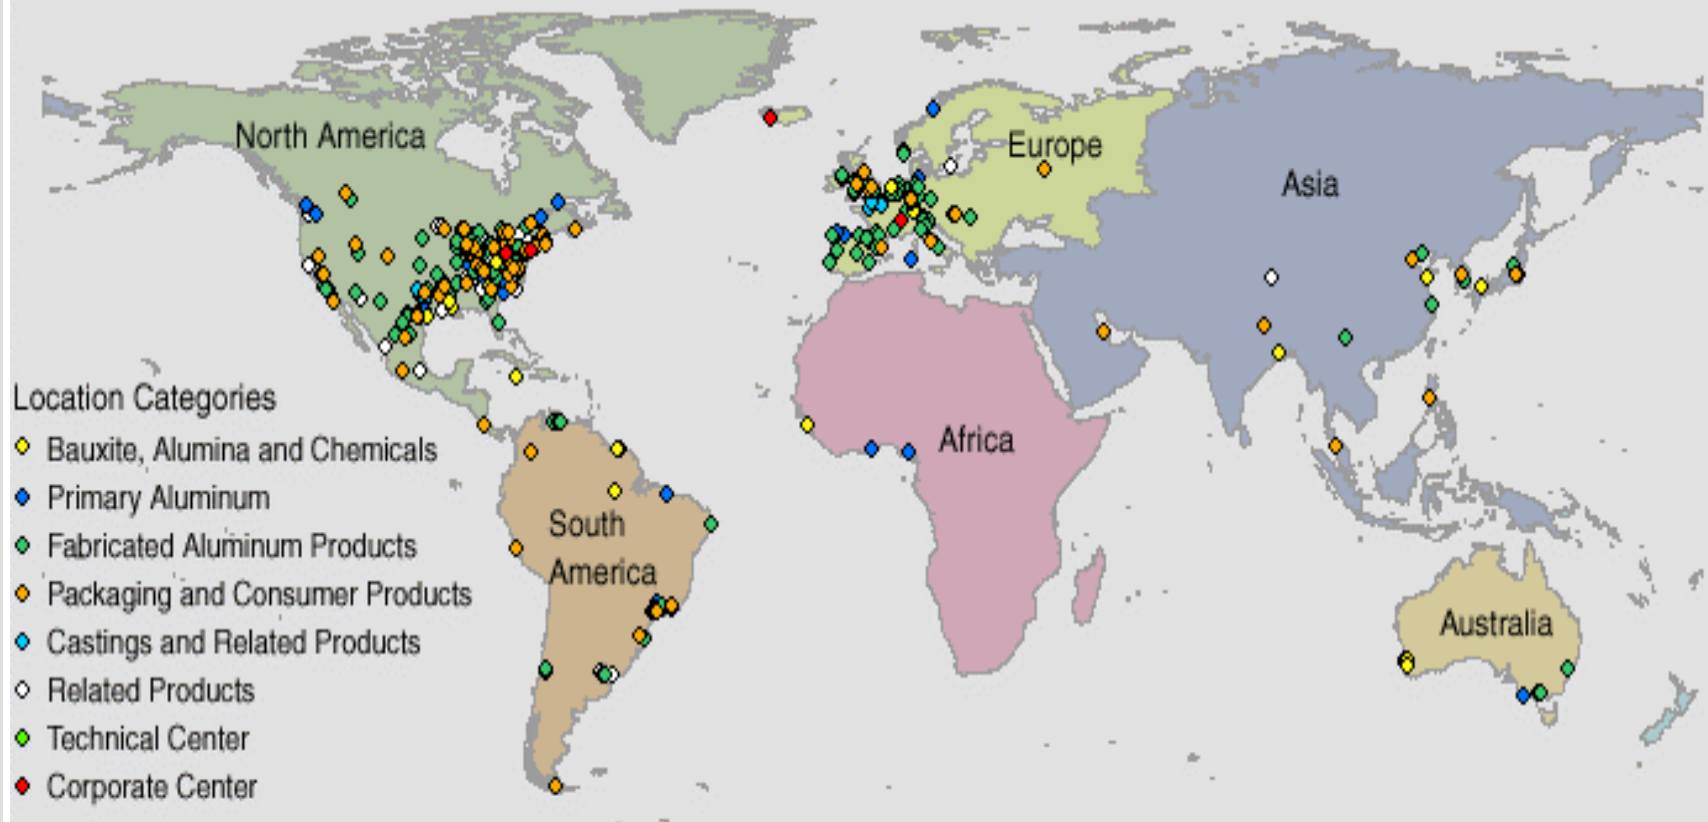 North America
Europe
Asia
Location Categories
Bauxite, Alumina and Chemicals
Africa
Primary Aluminum
South
America
Fabricated Aluminum Products
Packaging and Consumer Products
Australia
Castings and Related Products
Related Products
Technical Center
Corporate Center